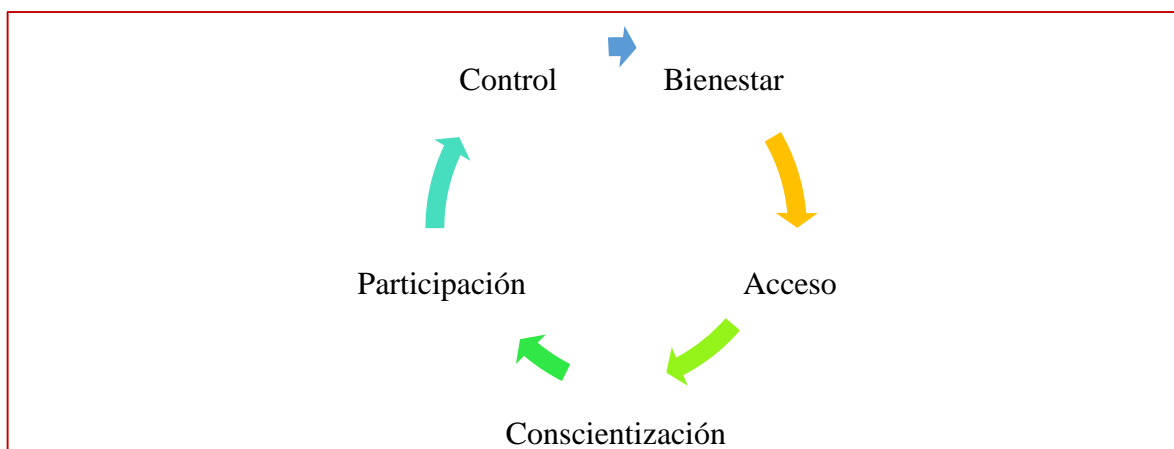 Control
Bienestar
Participación
Acceso
Conscientización